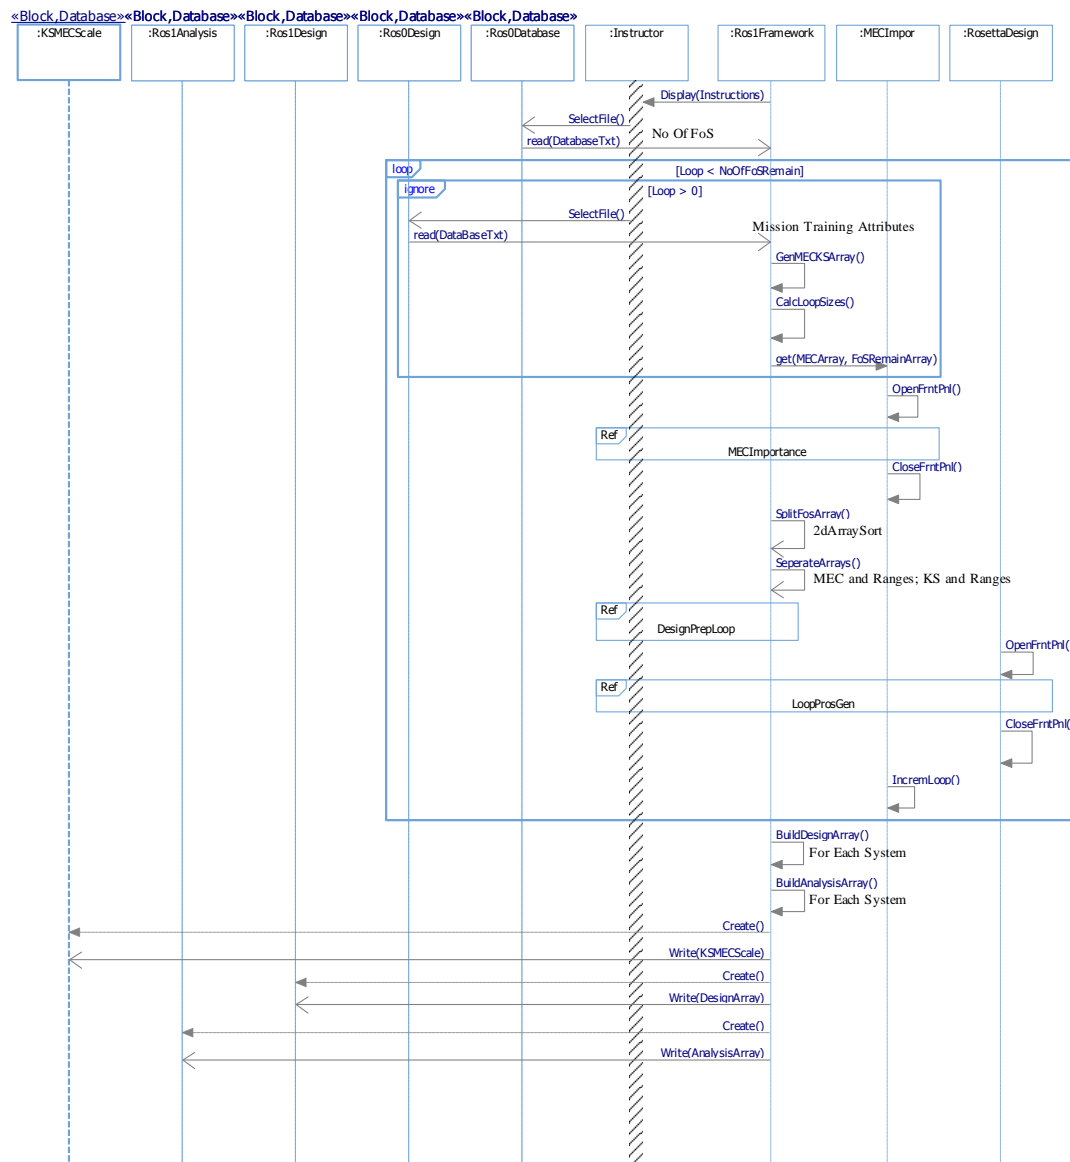 «Block,Database»«Block,Database»«Block,Database»«Block,Database»«Block,Database»
:KSMECScale :Ros1Analysis :Ros1Design :Ros0Design :Ros0Database :Instructor :Ros1Framework :MECImpor :RosettaDesign
Display(Instructions)
SelectFile()
No Of FoS
read(DatabaseTxt)
loop
[Loop < NoOfFoSRemain]
ignore
[Loop > 0]
SelectFile()
Mission Training Attributes
read(DataBaseTxt)
GenMECKSArray()
CalcLoopSizes()
get(MECArray, FoSRemainArray)
OpenFrntPnl()
Ref
MECImportance
CloseFrntPnl()
SplitFosArray()
2dArraySort
SeperateArrays()
MEC and Ranges; KS and Ranges
Ref
DesignPrepLoop
OpenFrntPnl(
Ref
LoopProsGen
CloseFrntPnl(
IncremLoop()
BuildDesignArray()
For Each System
BuildAnalysisArray()
For Each System
Create()
Write(KSMECScale)
Create()
Write(DesignArray)
Create()
Write(AnalysisArray)